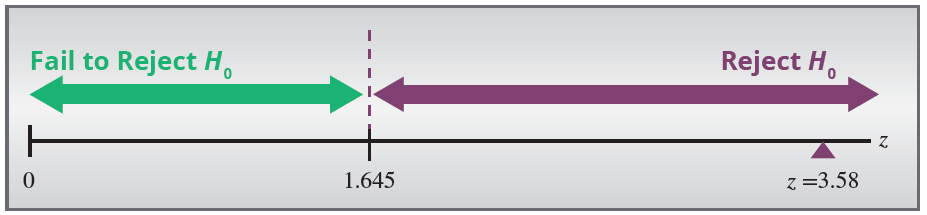 Fail to Reject H0
Reject H0
z
0
1.645
z =3.58